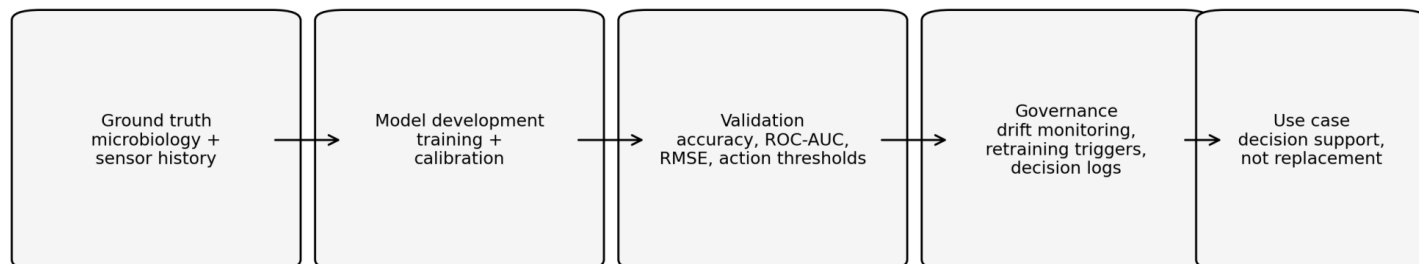 Ground truth
microbiology +
sensor history
Model development
training +
calibration
Validation
accuracy, ROC-AUC,
RMSE, action thresholds
Governance
drift monitoring,
retraining triggers,
decision logs
Use case
decision support,
not replacement